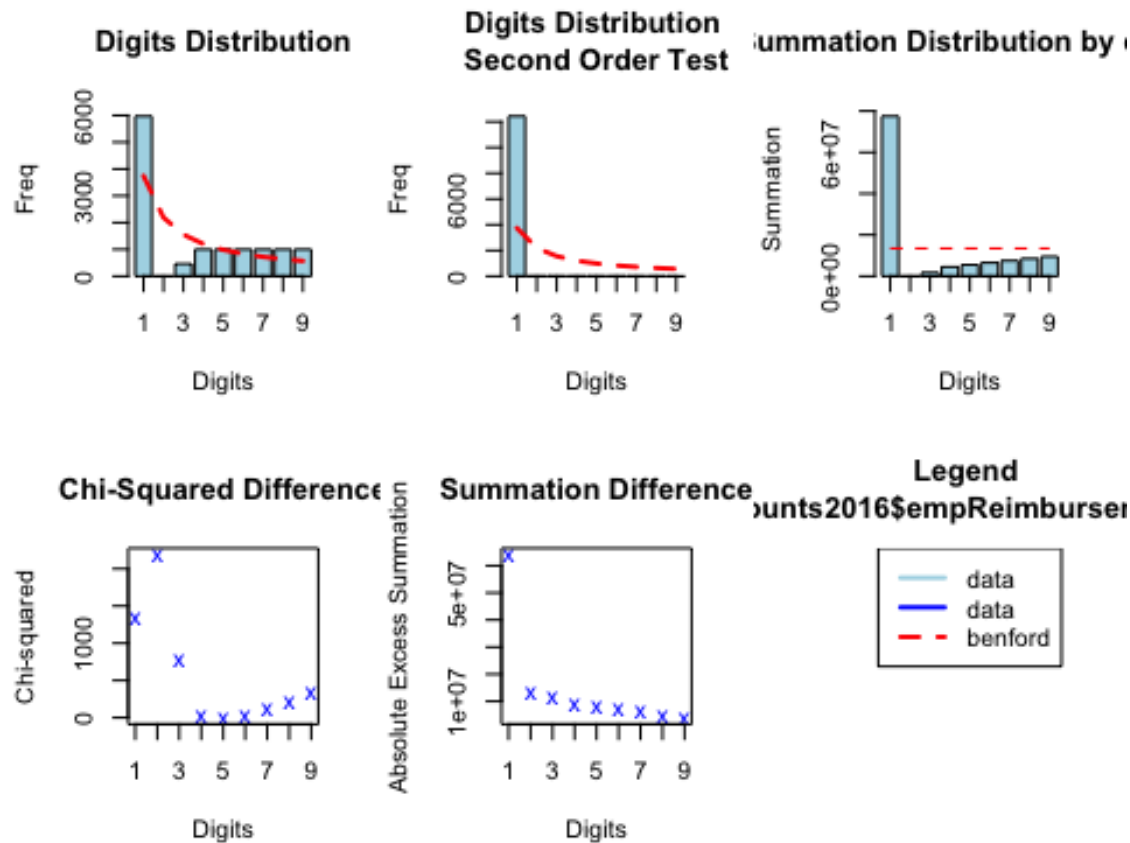 Digits Distribution
Freq
0 3000 6000
1 3 5 7 9
Digits
Digits Distribution
Second Order Test
Freq
0 6000
1 3 5 7 9
Digits
Summation Distribution by
Summation
0e+00 6e+07
1 3 5 7 9
Digits
Chi-Squared Difference
Chi-squared
0 1000
1 3 5 7 9
Digits
Summation Difference
Absolute Excess Summation
1e+07 5e+07
1 3 5 7 9
Digits
Legend
ounts2016$empReimburser
data
data
benford